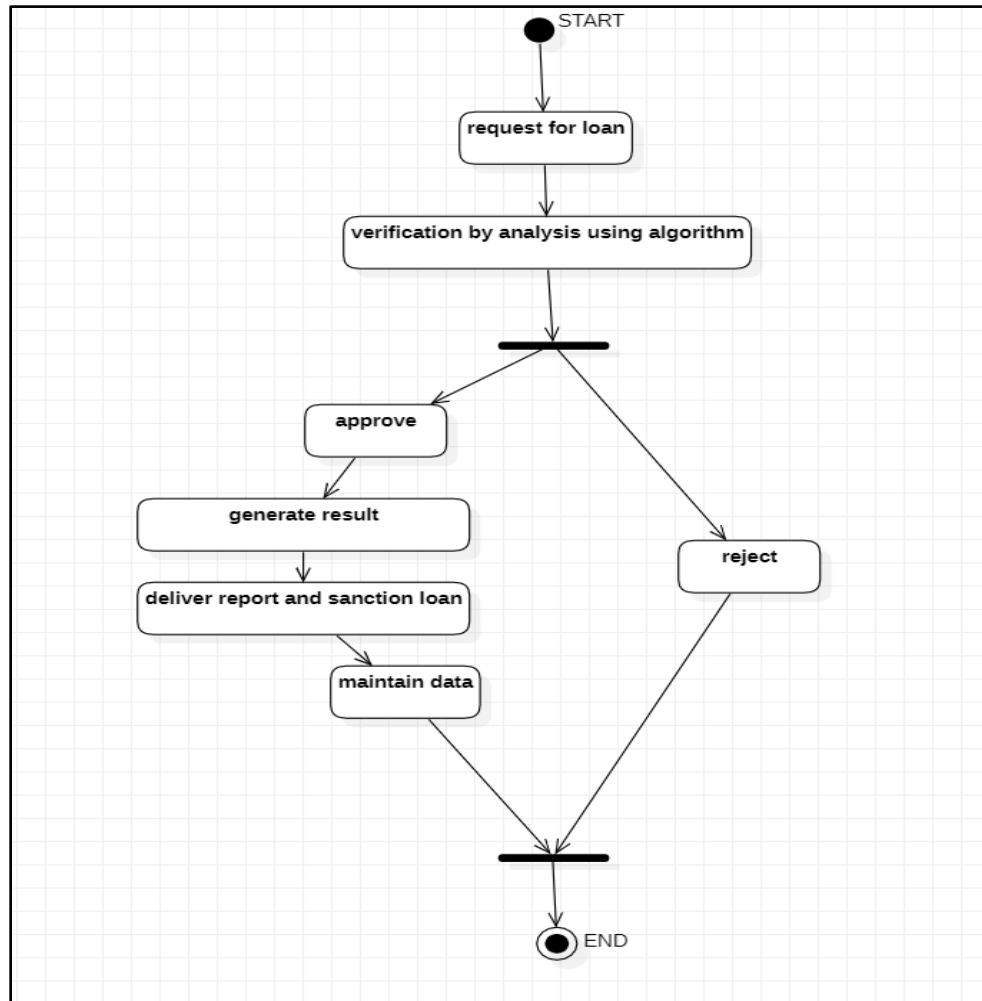 START
request for loan
verification by analysis using algorithm
approve
generate result
reject
deliver report and sanction loan
maintain data
END